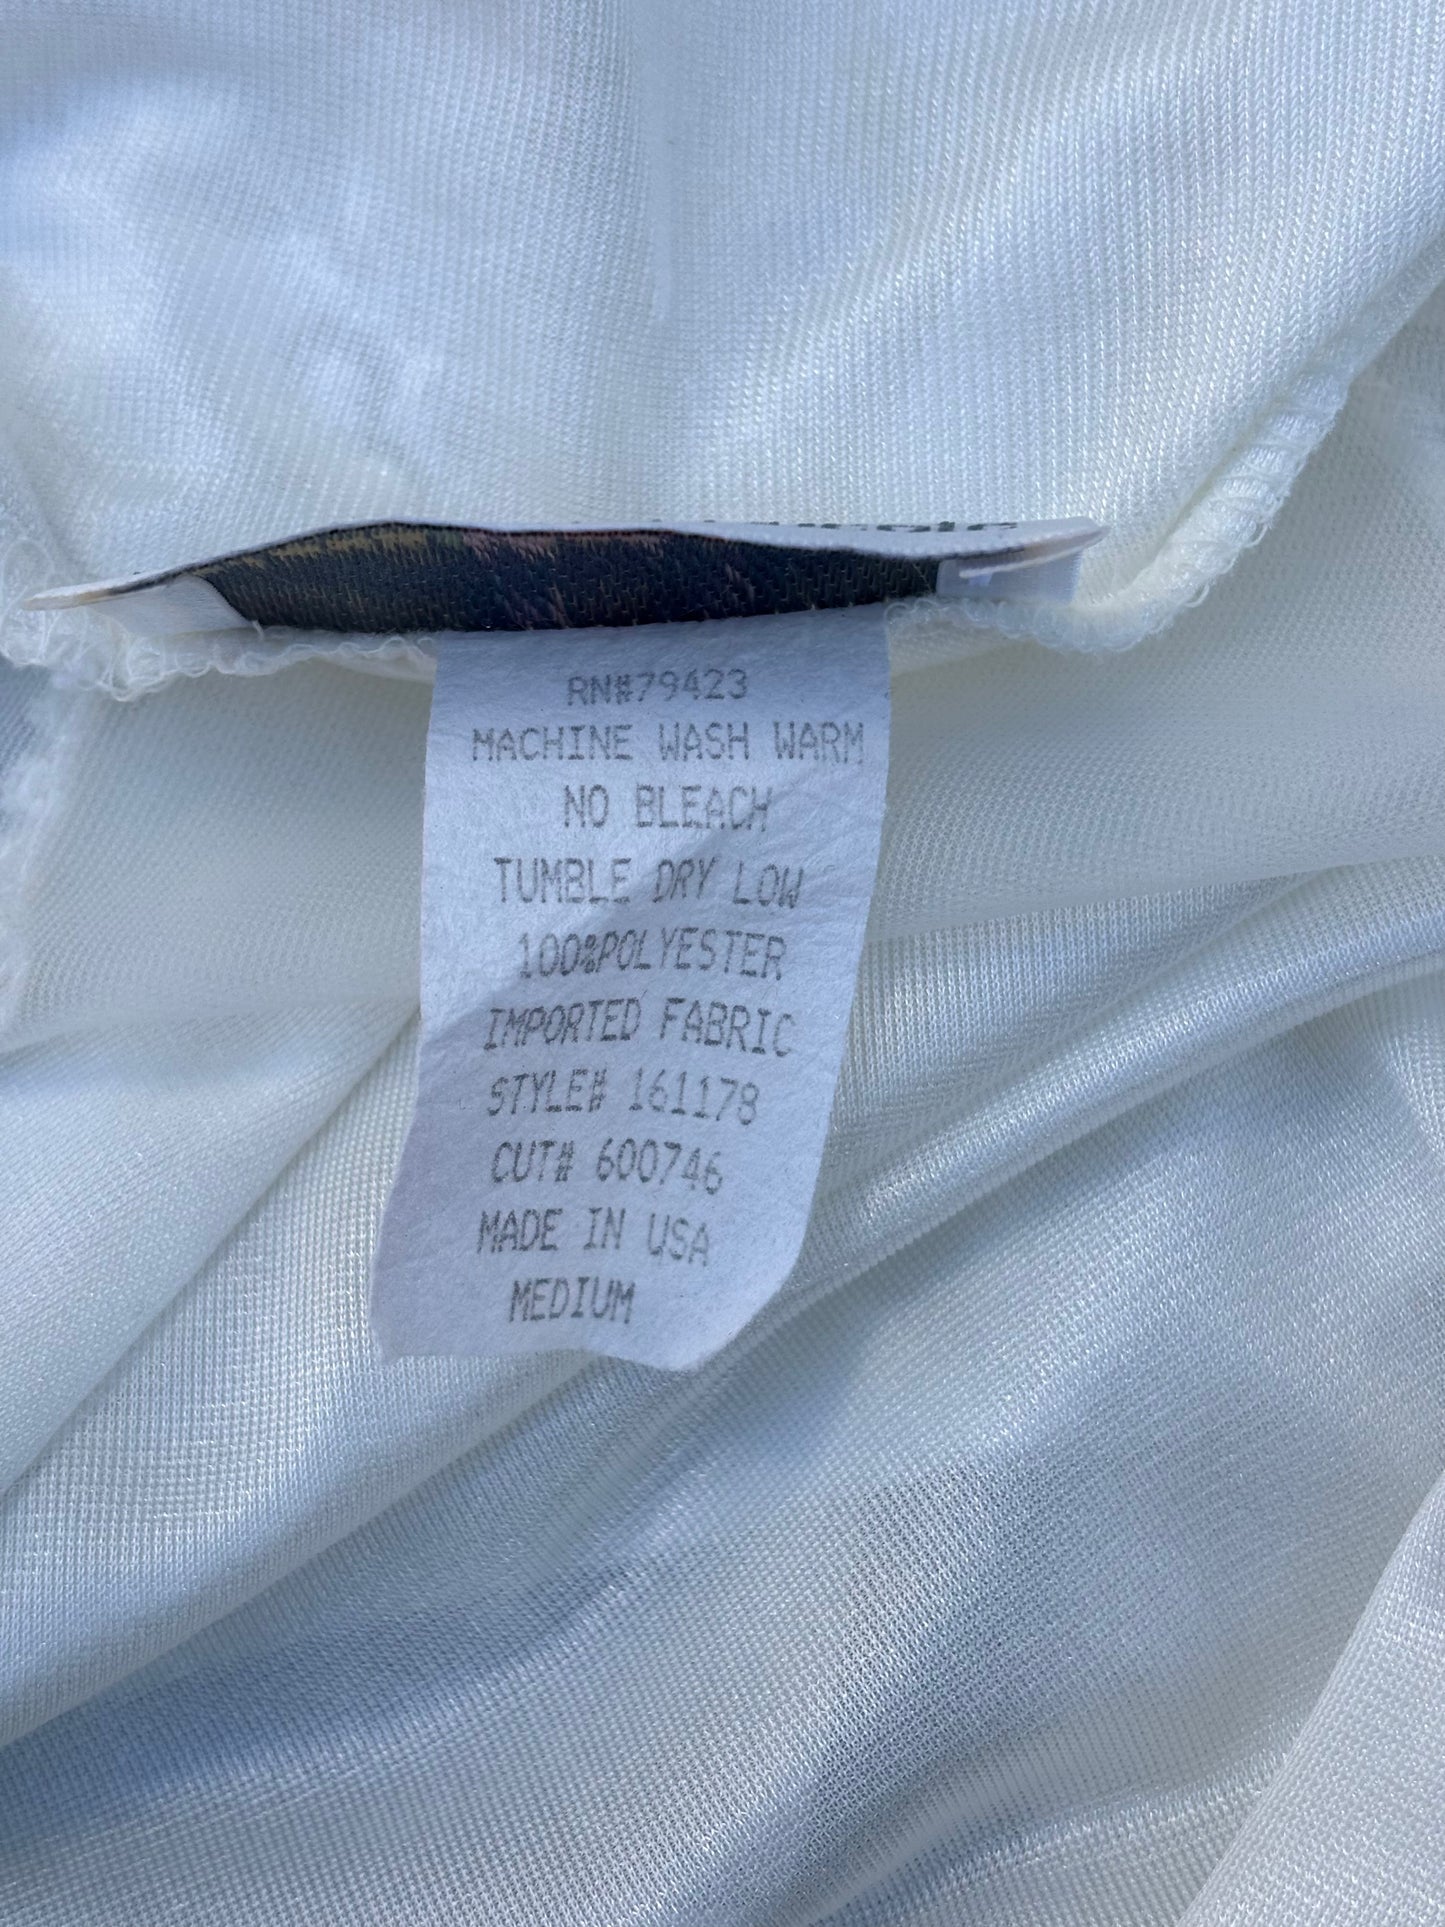 RN#79423
MACHINE WASH WARM
NO BLEACH
TUMBLE DRY LOW
100%POLYESTER
IMPORTED FABRIC
STYLE# 161178
CUT# 600746
MADE IN USA
MEDIUM